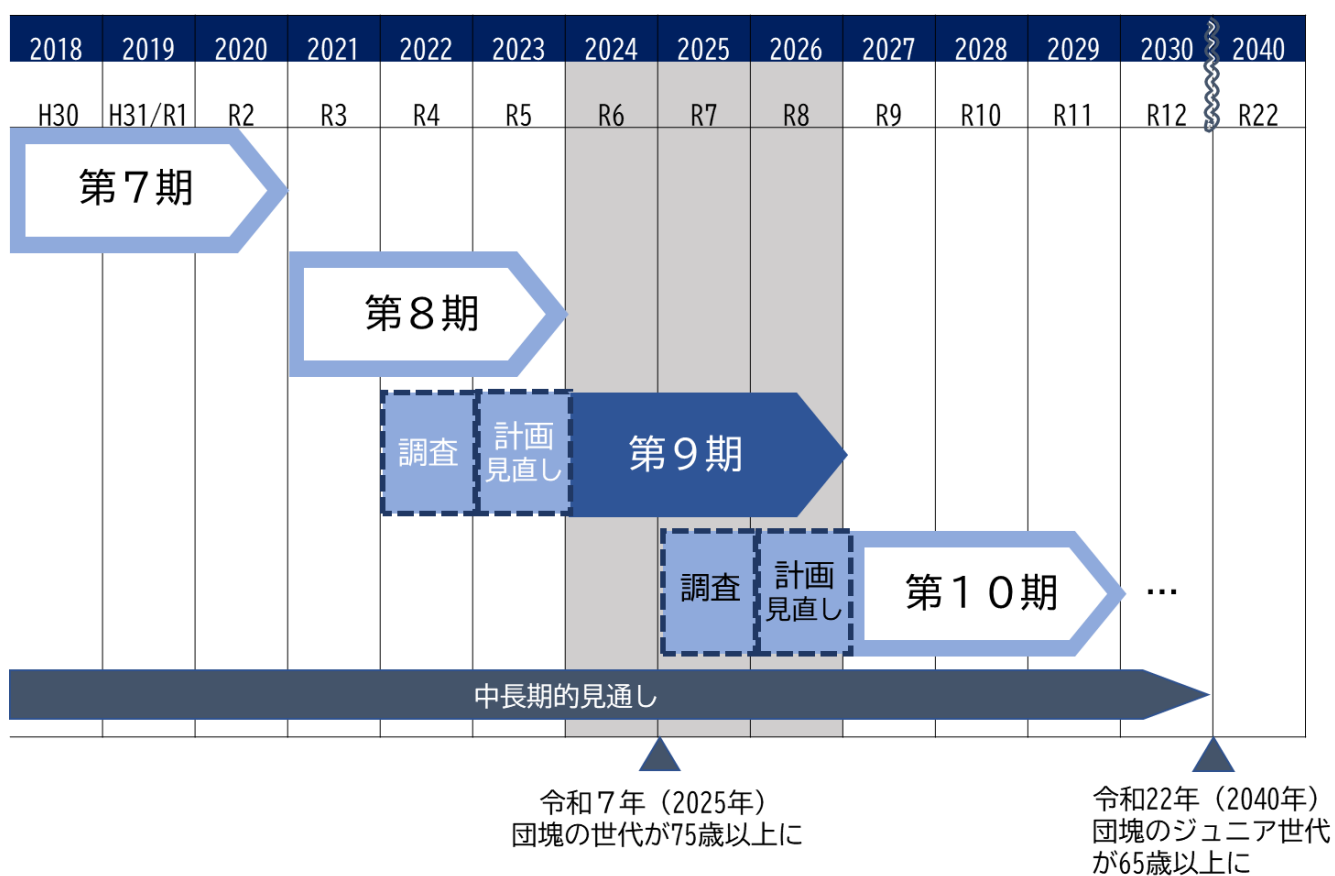 2018 2019 2020 2021 2022 2023 2024 2025 2026 2027 2028 2029 2030 2040
H30 H31/R1 R2 R3 R4 R5 R6 R7 R8 R9 R10 R11 R12 R22
第７期
第８期
調査
計画
見直し
第９期
調査
計画
見直し
第１０期
…
中長期的見通し
令和７年（2025年）
団塊の世代が75歳以上に
令和22年（2040年）
団塊のジュニア世代
が65歳以上に